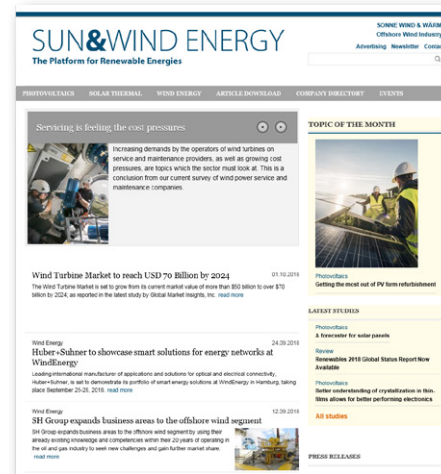 SUN&WIND ENERGY
The Platform for Renewable Energies
SONNE WIND & WÄRM
Offshore Wind Industry
Advertising Newsletter Contac
PHOTOVOLTAICS SOLAR THERMAL WIND ENERGY ARTICLE DOWNLOAD COMPANY DIRECTORY EVENTS
Servicing is feeling the cost pressures
Increasing demands by the operators of wind turbines on
service and maintenance providers, as well as growing cost
pressures, are topics which the sector must look at. This is a
conclusion from our current survey of wind power service and
maintenance companies.
Wind Turbine Market to reach USD 70 Billion by 2024
01.10.2018
The Wind Turbine Market is set to grow from its current market value of more than $50 billion to over $70
billion by 2024, as reported in the latest study by Global Market Insights, Inc. read more
Wind Energy
24.09.2018
Huber+Suhner to showcase smart solutions for energy networks at
WindEnergy
Leading international manufacturer of applications and solutions for optical and electrical connectivity,
Huber+Suhner, is set to demonstrate its portfolio of smart energy solutions at WindEnergy in Hamburg, taking
place September 25-28, 2018. read more
Wind Energy
12.09.2018
SH Group expands business areas to the offshore wind segment
SH Group expands business areas to the offshore wind segment by using their
already existing knowledge and competences within their 20 years of operating in
the oil and gas industry to seek new challenges and gain further market share.
read more
TOPIC OF THE MONTH
Photovoltaics
Getting the most out of PV farm refurbishment
LATEST STUDIES
Photovoltaics
A forecaster for solar panels
Review
Renewables 2018 Global Status Report Now
Available
Photovoltaics
Better understanding of crystallization in thin-
films allows for better performing electronics
All studies
PRESS RELEASES